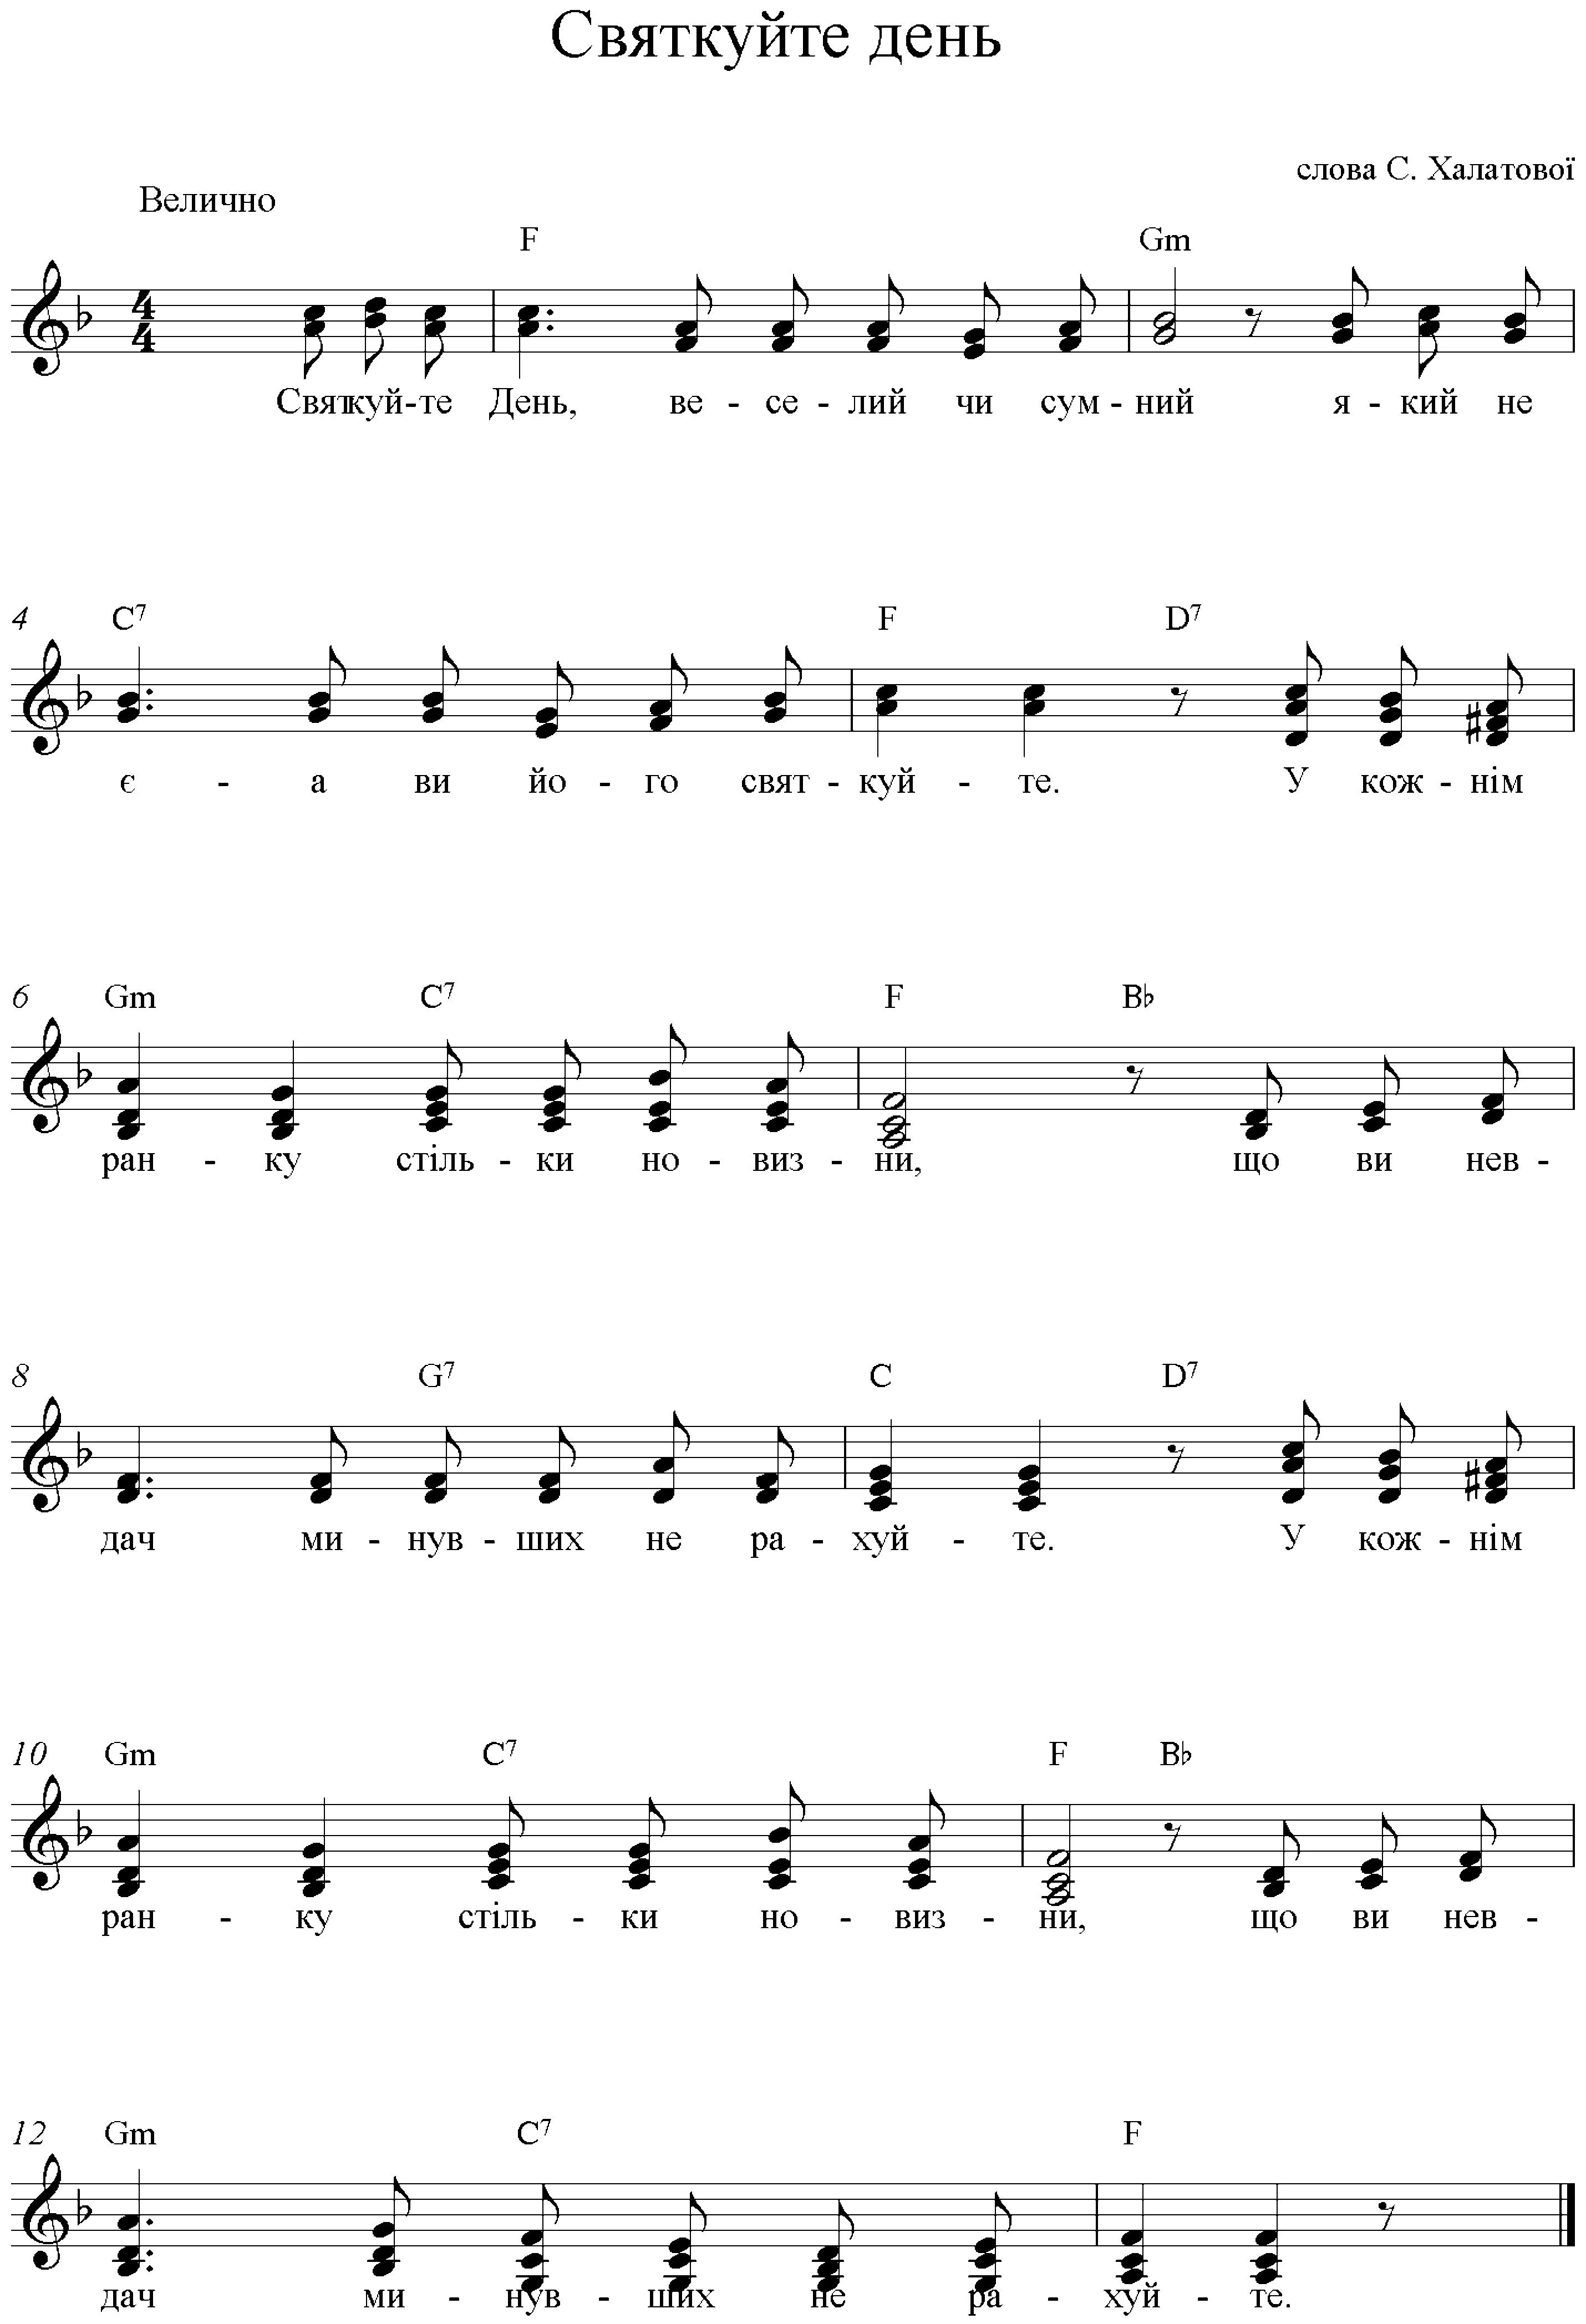 Святкуйте день
слова С. Халатової
Велично
F Gm
4 4
Святкуй-те День, ве - се - лий чи сум - ний я - кий не
4 C7 F D7
є - а ви йо - го свят - куй - те. У кож - нім
6 Gm C7 F B♭
ран - ку стіль - ки но - виз - ни, що ви нев -
8 G7 C D7
дач ми - нув - ших не ра - хуй - те. У кож - нім
10 Gm C7 F B♭
ран - ку стіль - ки но - виз - ни, що ви нев -
12 Gm C7 F
дач ми - нув - ших не ра - хуй - те.